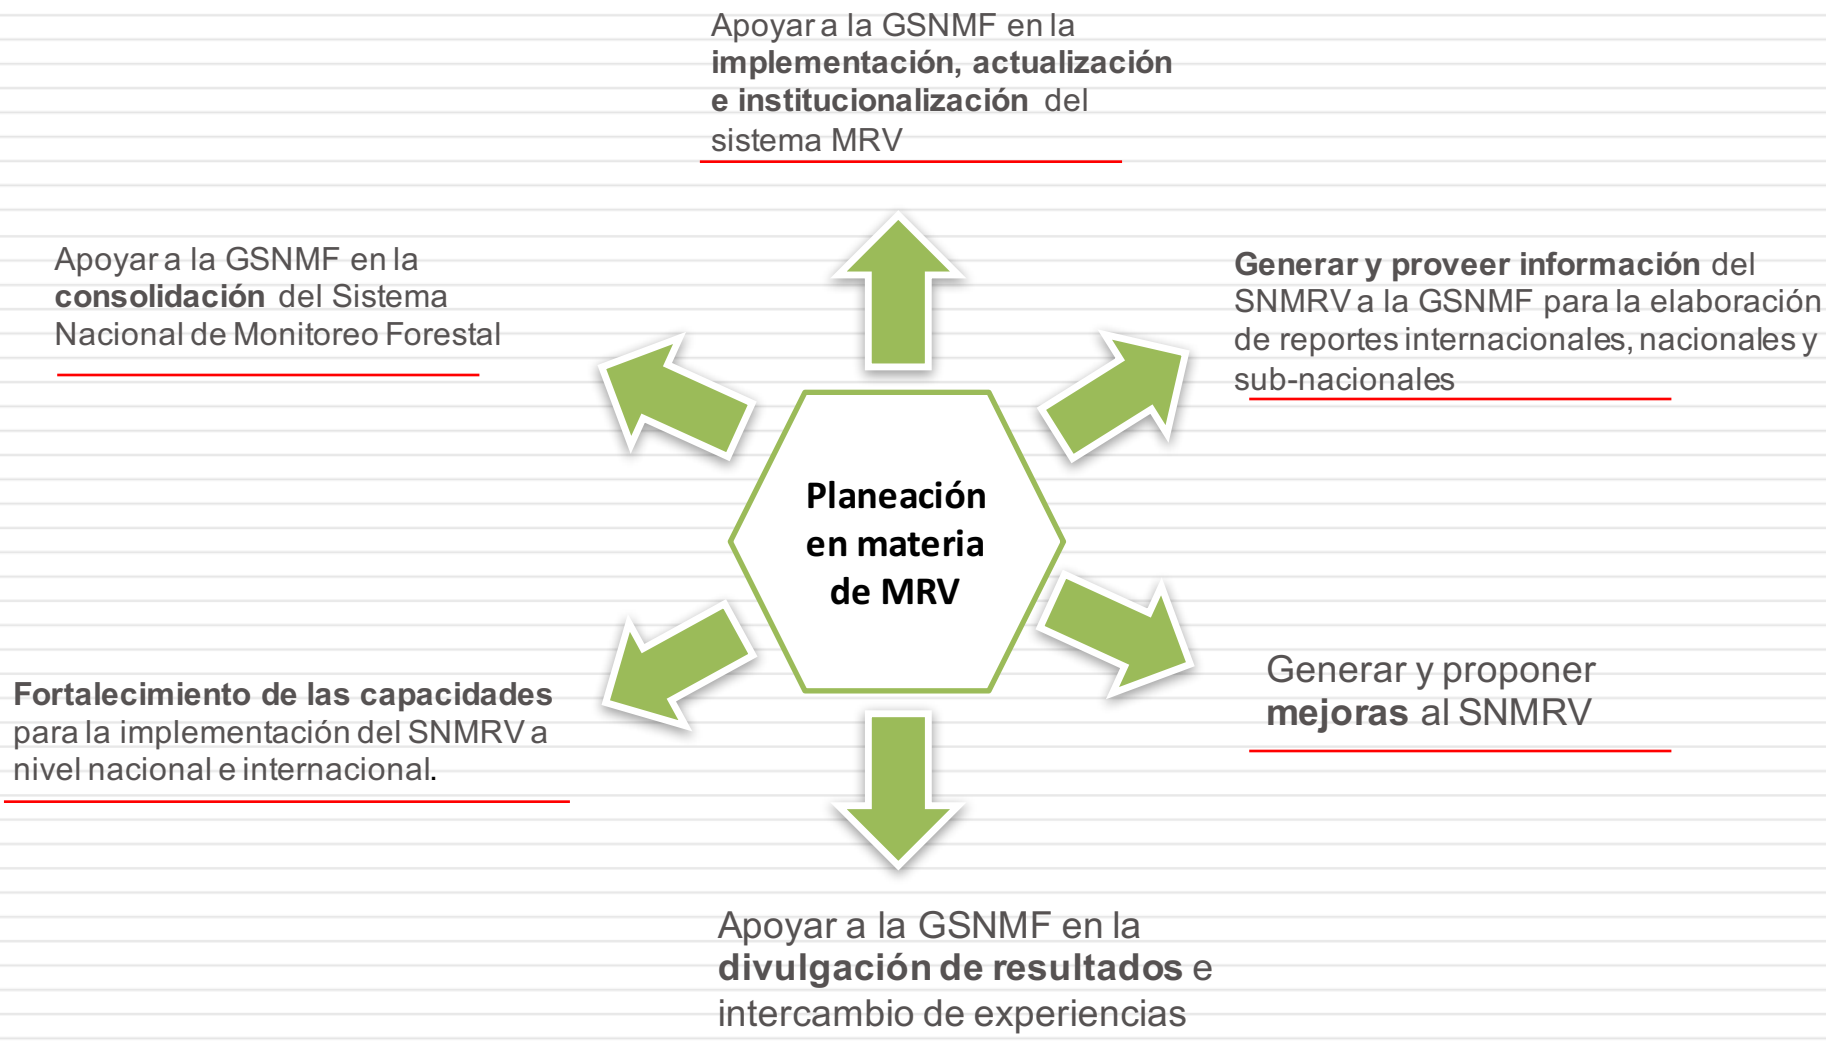 Apoyar a la GSNMF en la
implementación, actualización
e institucionalización del
sistema MRV
Apoyar a la GSNMF en la
consolidación del Sistema
Nacional de Monitoreo Forestal
Generar y proveer información del
SNMRV a la GSNMF para la elaboración
de reportes internacionales, nacionales y
sub-nacionales
Planeación
en materia
de MRV
Fortalecimiento de las capacidades
para la implementación del SNMRV a
nivel nacional e internacional.
Generar y proponer
mejoras al SNMRV
Apoyar a la GSNMF en la
divulgación de resultados e
intercambio de experiencias